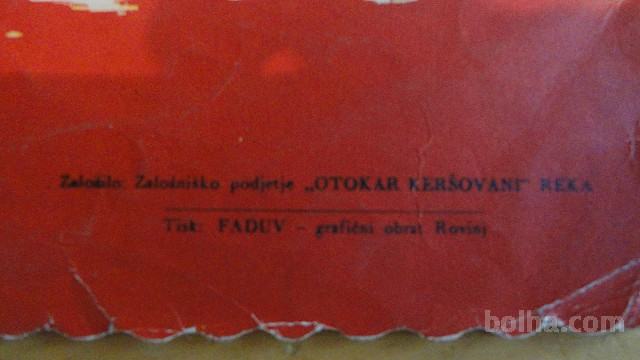 Založilo: Založniško podjetje „OTOKAR KERŠOVANI" REKA
Tisk: FADUV - grafični obrat Rovinj
bolha.com